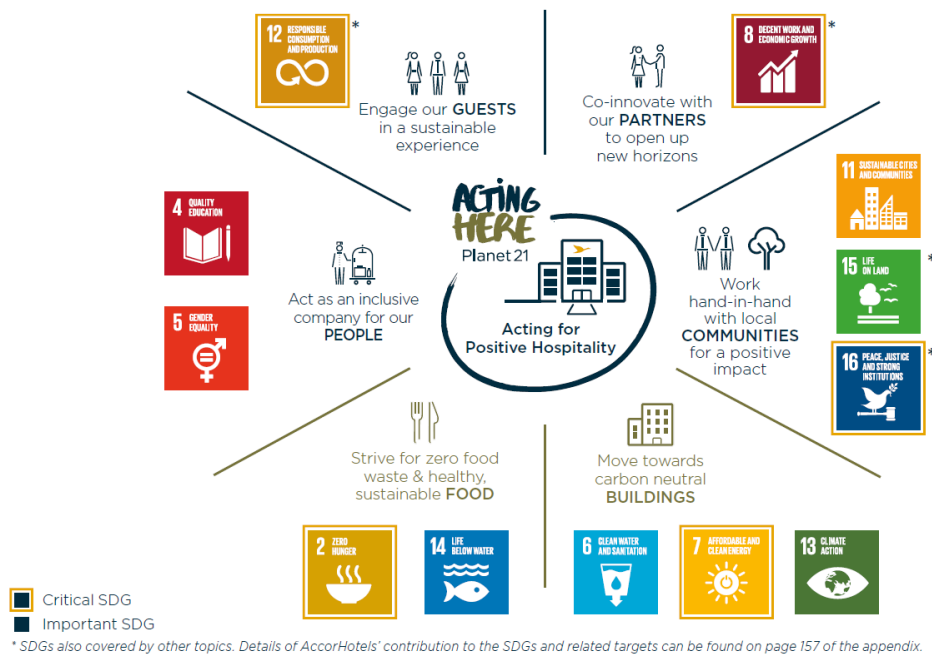 12 RESPONSIBLE
CONSUMPTION
AND PRODUCTION
*
Engage our GUESTS
in a sustainable
experience
8 DECENT WORK AND
ECONOMIC GROWTH
*
Co-innovate with
our PARTNERS
to open up
new horizons
4 QUALITY
EDUCATION
5 GENDER
EQUALITY
Act as an inclusive
company for our
PEOPLE
ACTING
HERE
Planet 21
Acting for
Positive Hospitality
Work
hand-in-hand
with local
COMMUNITIES
for a positive
impact
11 SUSTAINABLE CITIES
AND COMMUNITIES
15 LIFE
ON LAND
*
16 PEACE, JUSTICE
AND STRONG
INSTITUTIONS
*
Strive for zero food
waste & healthy,
sustainable FOOD
2 ZERO
HUNGER
14 LIFE
BELOW WATER
Move towards
carbon neutral
BUILDINGS
6 CLEAN WATER
AND SANITATION
7 AFFORDABLE AND
CLEAN ENERGY
13 CLIMATE
ACTION
Critical SDG
Important SDG
* SDGs also covered by other topics. Details of AccorHotels' contribution to the SDGs and related targets can be found on page 157 of the appendix.